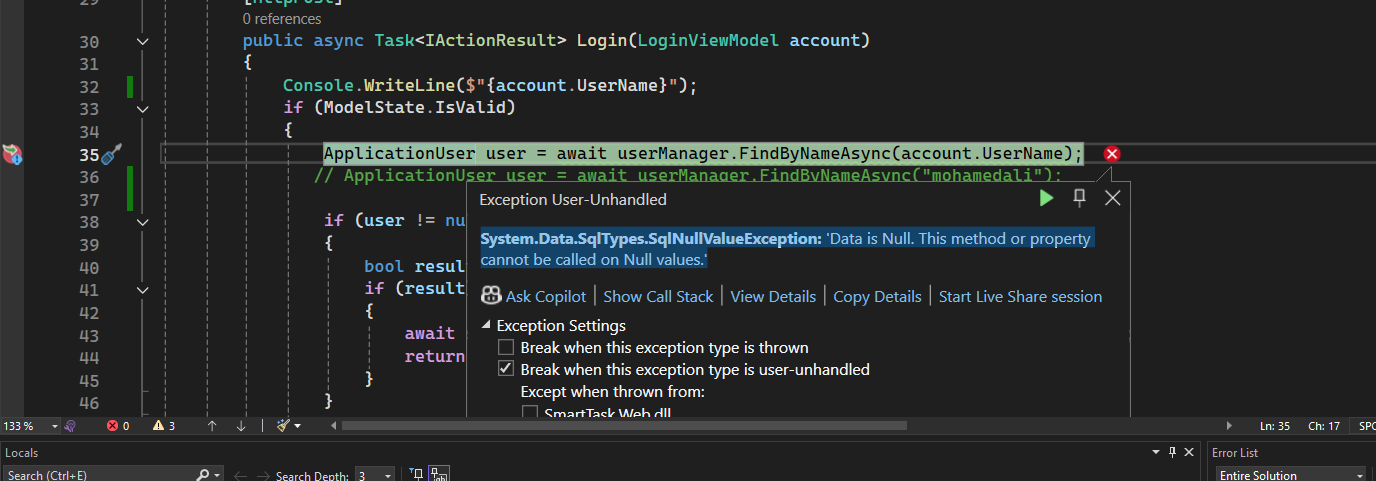 29 [HttpPost]
0 references
30 public async Task<IActionResult> Login(LoginViewModel account)
31 {
32 Console.WriteLine($"{account.UserName}");
33 if (ModelState.IsValid)
34 {
35 ApplicationUser user = await userManager.FindByNameAsync(account.UserName);
36 // ApplicationUser user = await userManager.FindByNameAsync("mohamedali");
37
38 if (user != nu
39 {
40 bool resul
41 if (result
42 {
43 await
44 return
45 }
46 }
Exception User-Unhandled
System.Data.SqlTypes.SqlNullValueException: 'Data is Null. This method or property
cannot be called on Null values.'
Ask Copilot | Show Call Stack | View Details | Copy Details | Start Live Share session
Exception Settings
Break when this exception type is thrown
Break when this exception type is user-unhandled
Except when thrown from:
SmartTask.Web.dll
133 % 0 3 Ln: 35 Ch: 17 SPC
Locals Error List
Search (Ctrl+E) Search Depth: 3 Entire Solution